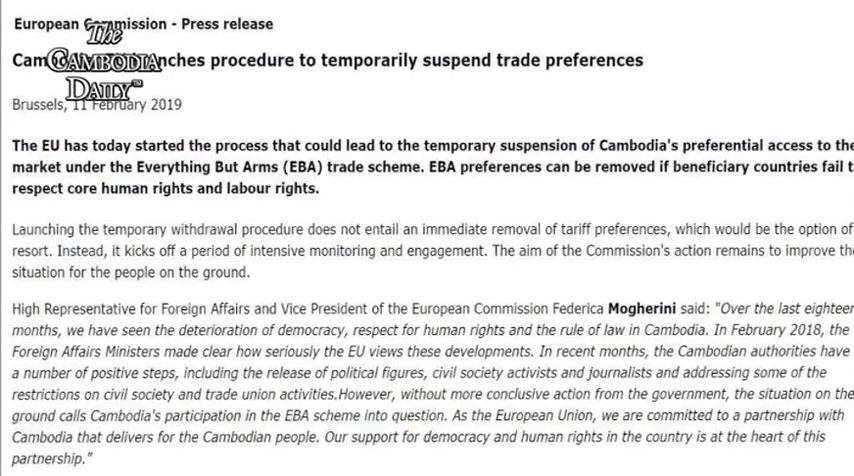 European Commission - Press release
The
Cam nches procedure to temporarily suspend trade preferences
CAMBODIA
DAILY™
Brussels, 11 February 2019
The EU has today started the process that could lead to the temporary suspension of Cambodia's preferential access to the
market under the Everything But Arms (EBA) trade scheme. EBA preferences can be removed if beneficiary countries fail t
respect core human rights and labour rights.
Launching the temporary withdrawal procedure does not entail an immediate removal of tariff preferences, which would be the option of
resort. Instead, it kicks off a period of intensive monitoring and engagement. The aim of the Commission's action remains to improve the
situation for the people on the ground.
High Representative for Foreign Affairs and Vice President of the European Commission Federica Mogherini said: "Over the last eighteen
months, we have seen the deterioration of democracy, respect for human rights and the rule of law in Cambodia. In February 2018, the
Foreign Affairs Ministers made clear how seriously the EU views these developments. In recent months, the Cambodian authorities have
a number of positive steps, including the release of political figures, civil society activists and journalists and addressing some of the
restrictions on civil society and trade union activities.However, without more conclusive action from the government, the situation on the
ground calls Cambodia's participation in the EBA scheme into question. As the European Union, we are committed to a partnership with
Cambodia that delivers for the Cambodian people. Our support for democracy and human rights in the country is at the heart of this
partnership."